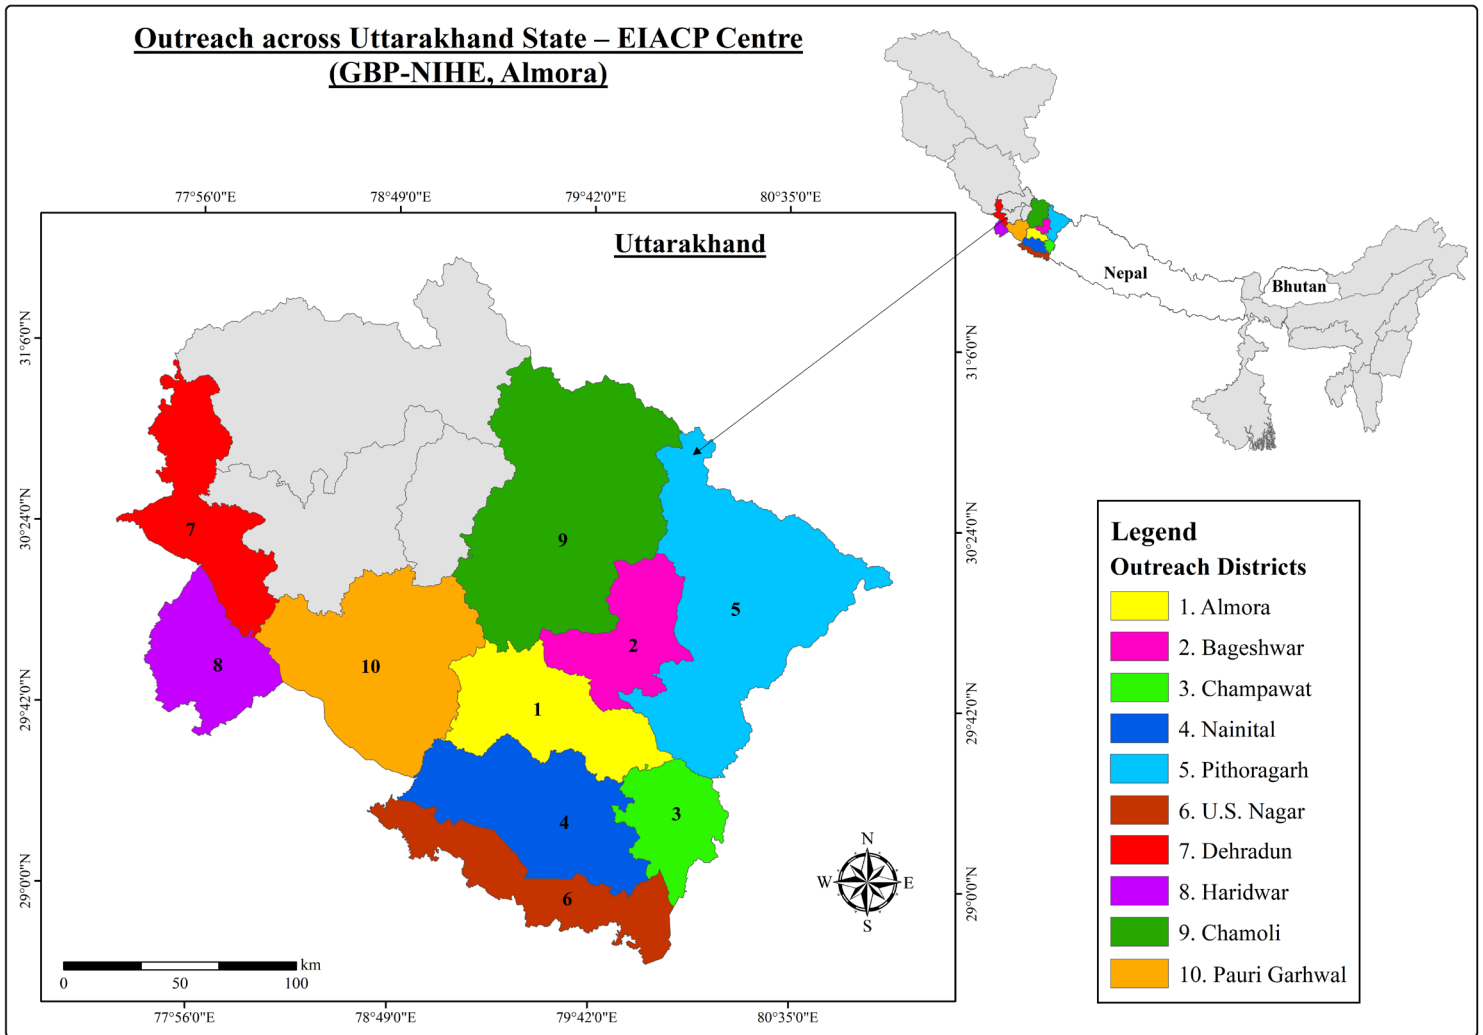 Outreach across Uttarakhand State – EIACP Centre
(GBP-NIHE, Almora)
Nepal
Bhutan
77°56'0"E 78°49'0"E 79°42'0"E 80°35'0"E
Uttarakhand
31°6'0"N
30°24'0"N
29°42'0"N
29°0'0"N
31°6'0"N
30°24'0"N
29°42'0"N
29°0'0"N
7
9
5
2
8
10
1
3
4
6
N
W E
S
km
0 50 100
77°56'0"E 78°49'0"E 79°42'0"E 80°35'0"E
Legend
Outreach Districts
1. Almora
2. Bageshwar
3. Champawat
4. Nainital
5. Pithoragarh
6. U.S. Nagar
7. Dehradun
8. Haridwar
9. Chamoli
10. Pauri Garhwal